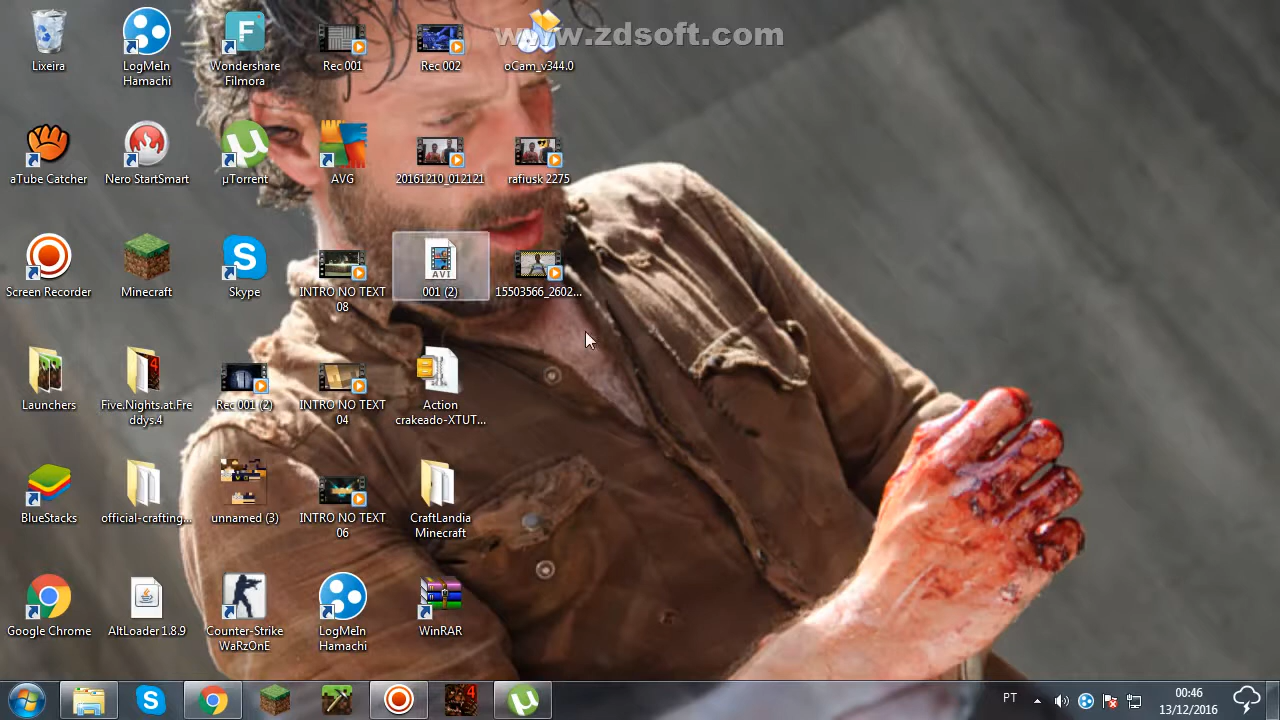 www.zdsoft.com
Lixeira
LogMeIn
Hamachi
Wondershare
Filmora
Rec 001
Rec 002
oCam_v344.0
aTube Catcher
Nero StartSmart
µTorrent
AVG
20161210_012121
rafiusk 2275
Screen Recorder
Minecraft
Skype
INTRO NO TEXT
08
AVI
001 (2)
15503566_2602...
Launchers
Five.Nights.at.Fre
ddys.4
Rec 001 (2)
INTRO NO TEXT
04
Action
crakeado-XTUT...
BlueStacks
official-crafting...
unnamed (3)
INTRO NO TEXT
06
CraftLandia
Minecraft
Google Chrome
AltLoader 1.8.9
Counter-Strike
WaRzOnE
LogMeIn
Hamachi
WinRAR
PT
00:46
13/12/2016